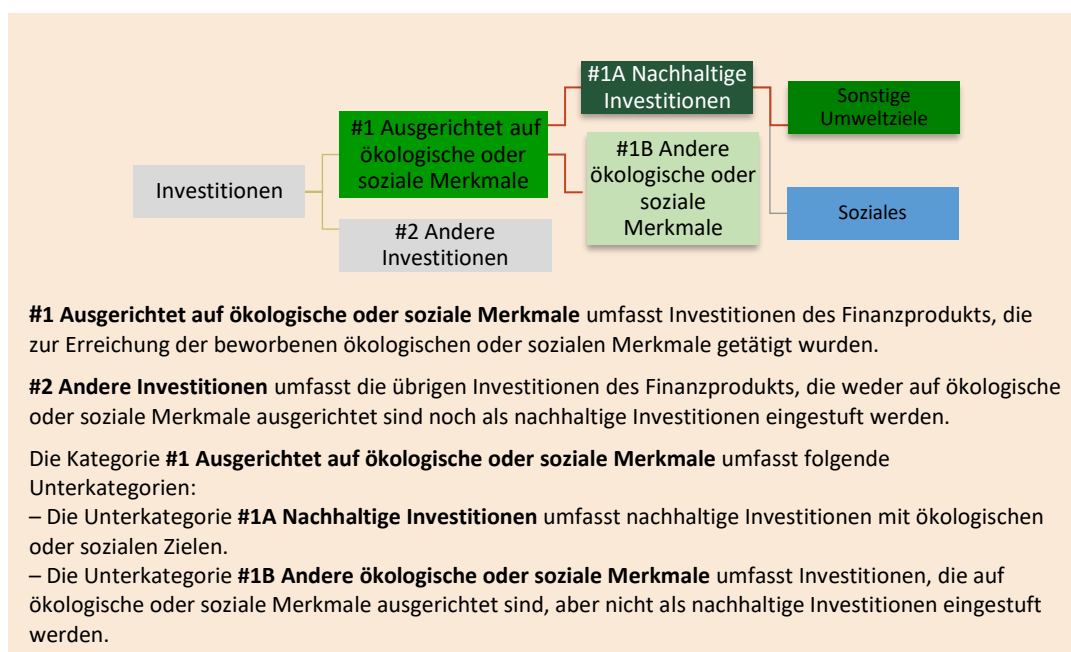 #1A Nachhaltige
Investitionen
Sonstige
Umweltziele
#1 Ausgerichtet auf
ökologische oder
soziale Merkmale
#1B Andere
ökologische oder
soziale
Merkmale
Investitionen
Soziales
#2 Andere
Investitionen
#1 Ausgerichtet auf ökologische oder soziale Merkmale umfasst Investitionen des Finanzprodukts, die
zur Erreichung der beworbenen ökologischen oder sozialen Merkmale getätigt wurden.
#2 Andere Investitionen umfasst die übrigen Investitionen des Finanzprodukts, die weder auf ökologische
oder soziale Merkmale ausgerichtet sind noch als nachhaltige Investitionen eingestuft werden.
Die Kategorie #1 Ausgerichtet auf ökologische oder soziale Merkmale umfasst folgende
Unterkategorien:
– Die Unterkategorie #1A Nachhaltige Investitionen umfasst nachhaltige Investitionen mit ökologischen
oder sozialen Zielen.
– Die Unterkategorie #1B Andere ökologische oder soziale Merkmale umfasst Investitionen, die auf
ökologische oder soziale Merkmale ausgerichtet sind, aber nicht als nachhaltige Investitionen eingestuft
werden.